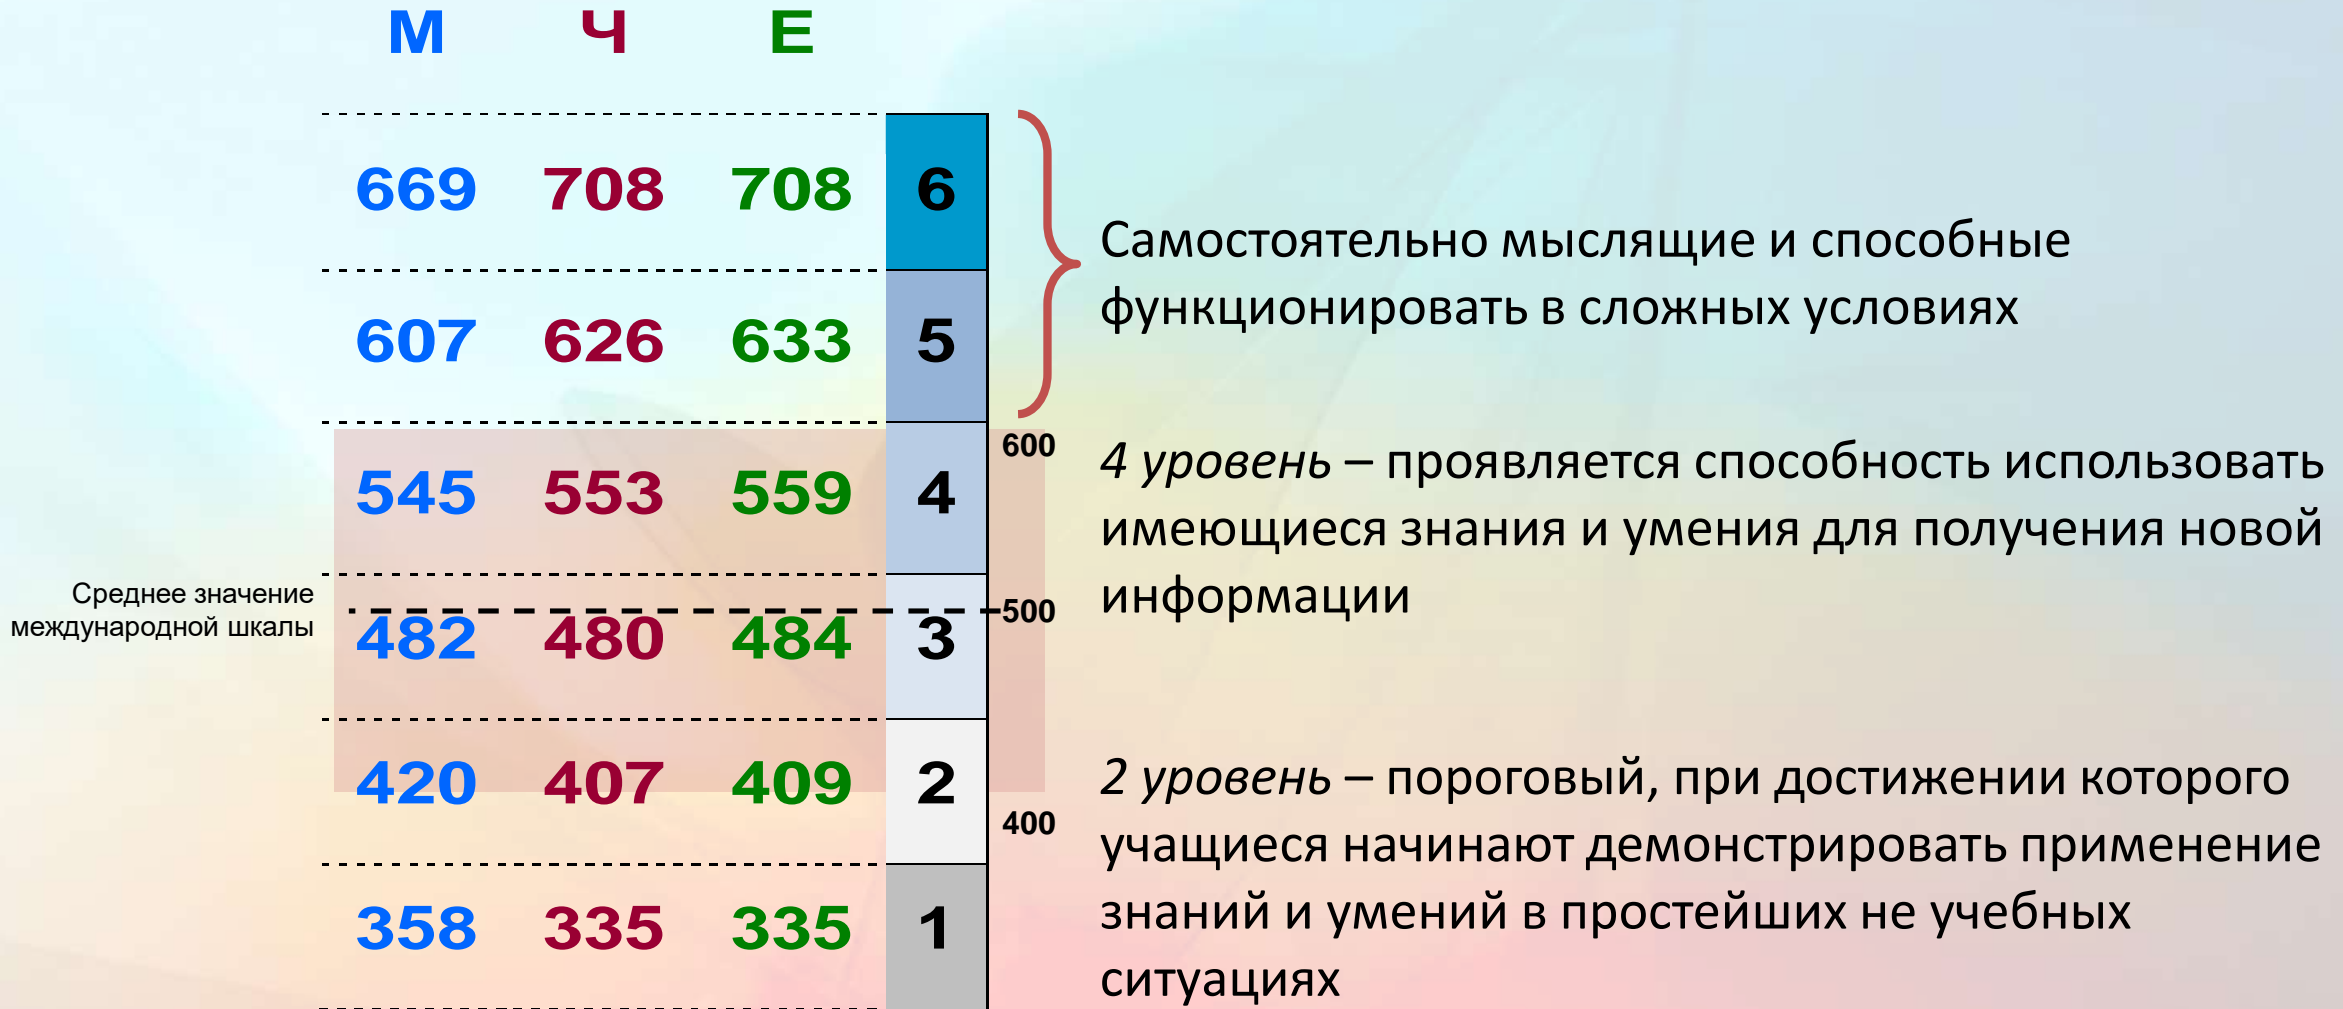 М Ч Е
669 708 708 6
Самостоятельно мыслящие и способные
функционировать в сложных условиях
607 626 633 5
600
4 уровень – проявляется способность использовать
имеющиеся знания и умения для получения новой
информации
545 553 559 4
Среднее значение
международной шкалы
500
482 480 484 3
2 уровень – пороговый, при достижении которого
учащиеся начинают демонстрировать применение
знаний и умений в простейших не учебных
ситуациях
420 407 409 2
400
358 335 335 1